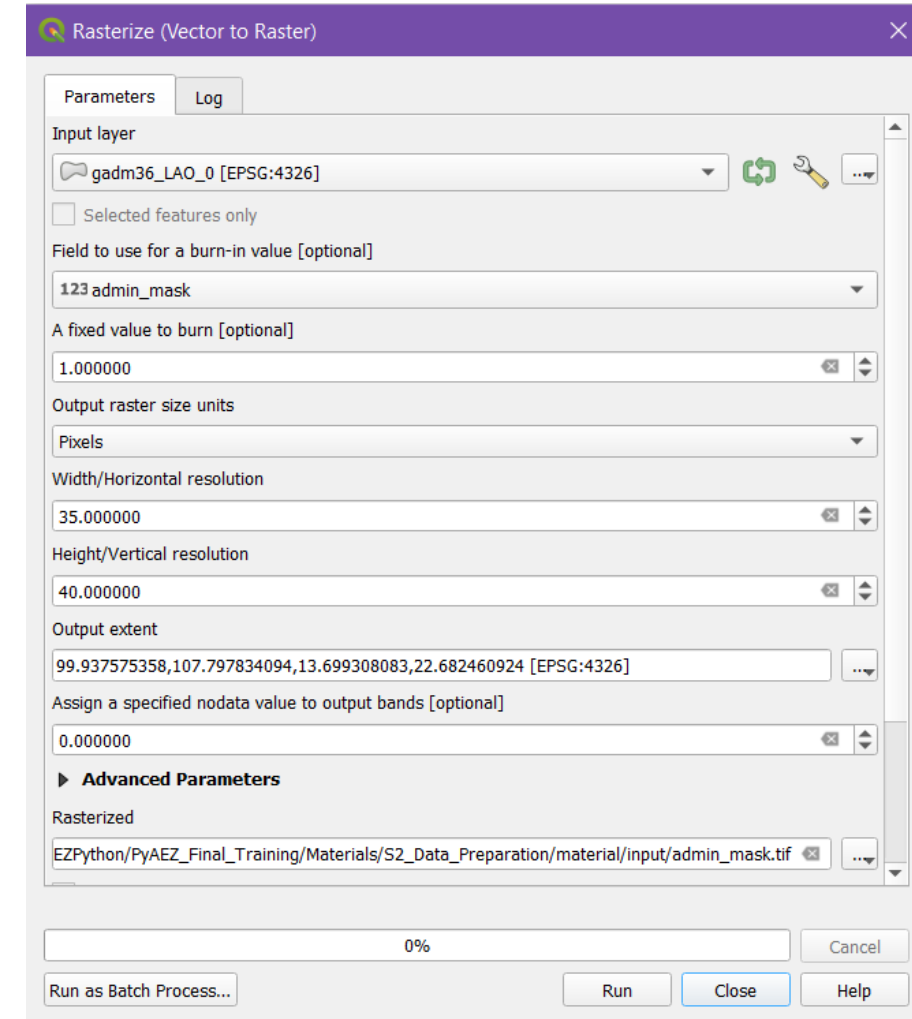 Rasterize (Vector to Raster)
Parameters Log
Input layer
gadm36_LAO_0 [EPSG:4326]
...
Selected features only
Field to use for a burn-in value [optional]
123 admin_mask
A fixed value to burn [optional]
1.000000
Output raster size units
Pixels
Width/Horizontal resolution
35.000000
Height/Vertical resolution
40.000000
Output extent
99.937575358,107.797834094,13.699308083,22.682460924 [EPSG:4326]
...
Assign a specified nodata value to output bands [optional]
0.000000
Advanced Parameters
Rasterized
EZPython/PyAEZ_Final_Training/Materials/S2_Data_Preparation/material/input/admin_mask.tif
...
0%
Cancel
Run as Batch Process... Run Close Help